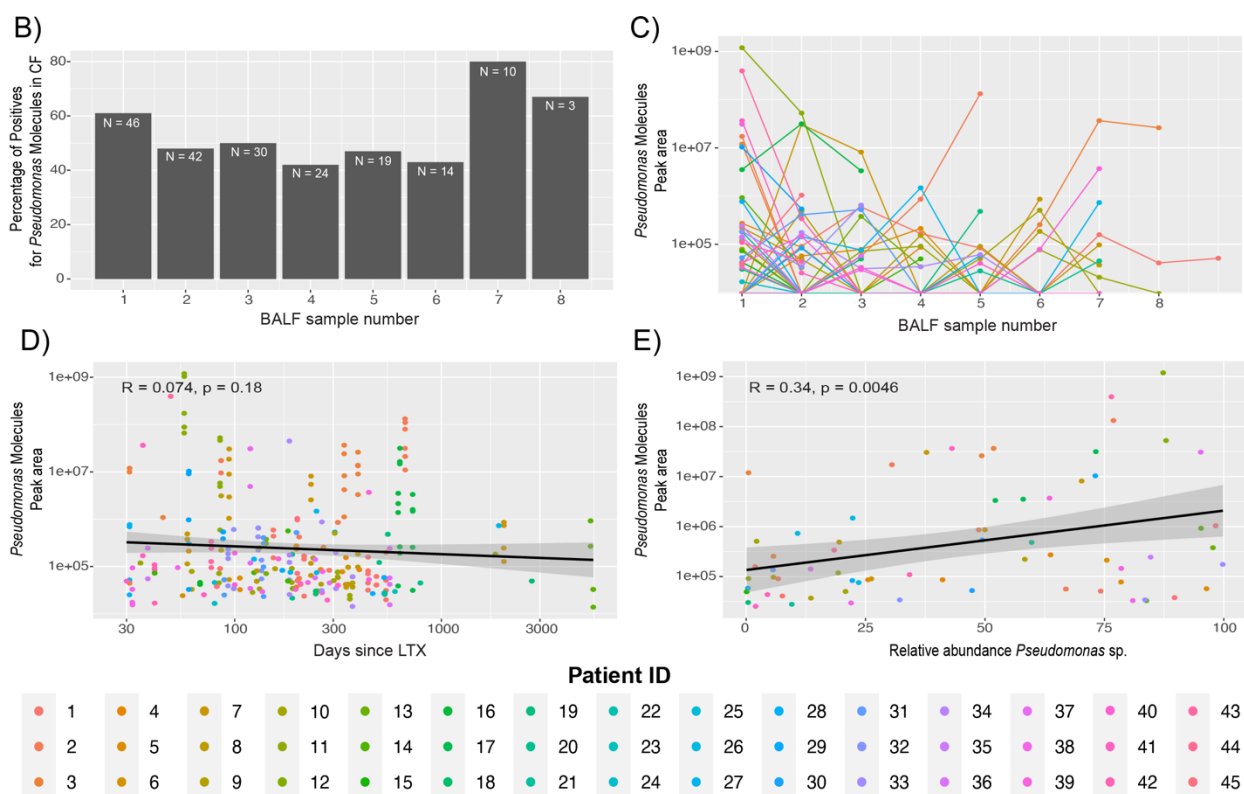 B)
Percentage of Positives
for Pseudomonas Molecules in CF
80
60
40
20
0
N = 46
N = 42
N = 30
N = 24
N = 19
N = 14
N = 10
N = 3
1 2 3 4 5 6 7 8
BALF sample number
C)
Pseudomonas Molecules
Peak area
1e+09
1e+07
1e+05
1 2 3 4 5 6 7 8
BALF sample number
D)
Pseudomonas Molecules
Peak area
1e+09
1e+07
1e+05
R = 0.074, p = 0.18
30 100 300 1000 3000
Days since LTX
E)
Pseudomonas Molecules
Peak area
1e+09
1e+08
1e+07
1e+06
1e+05
R = 0.34, p = 0.0046
0 25 50 75 100
Relative abundance Pseudomonas sp.
Patient ID
1 4 7 10 13 16 19 22 25 28 31 34 37 40 43
2 5 8 11 14 17 20 23 26 29 32 35 38 41 44
3 6 9 12 15 18 21 24 27 30 33 36 39 42 45